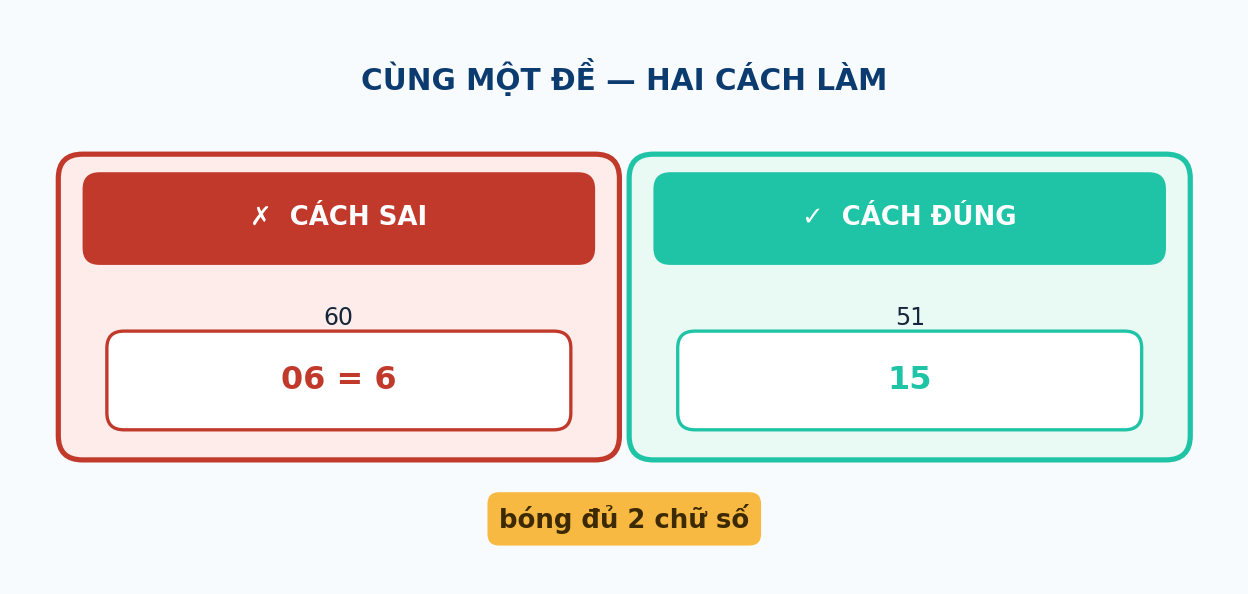 CÙNG MỘT ĐỀ — HAI CÁCH LÀM
✗ CÁCH SAI
60
06 = 6
✓ CÁCH ĐÚNG
51
15
bóng đủ 2 chữ số